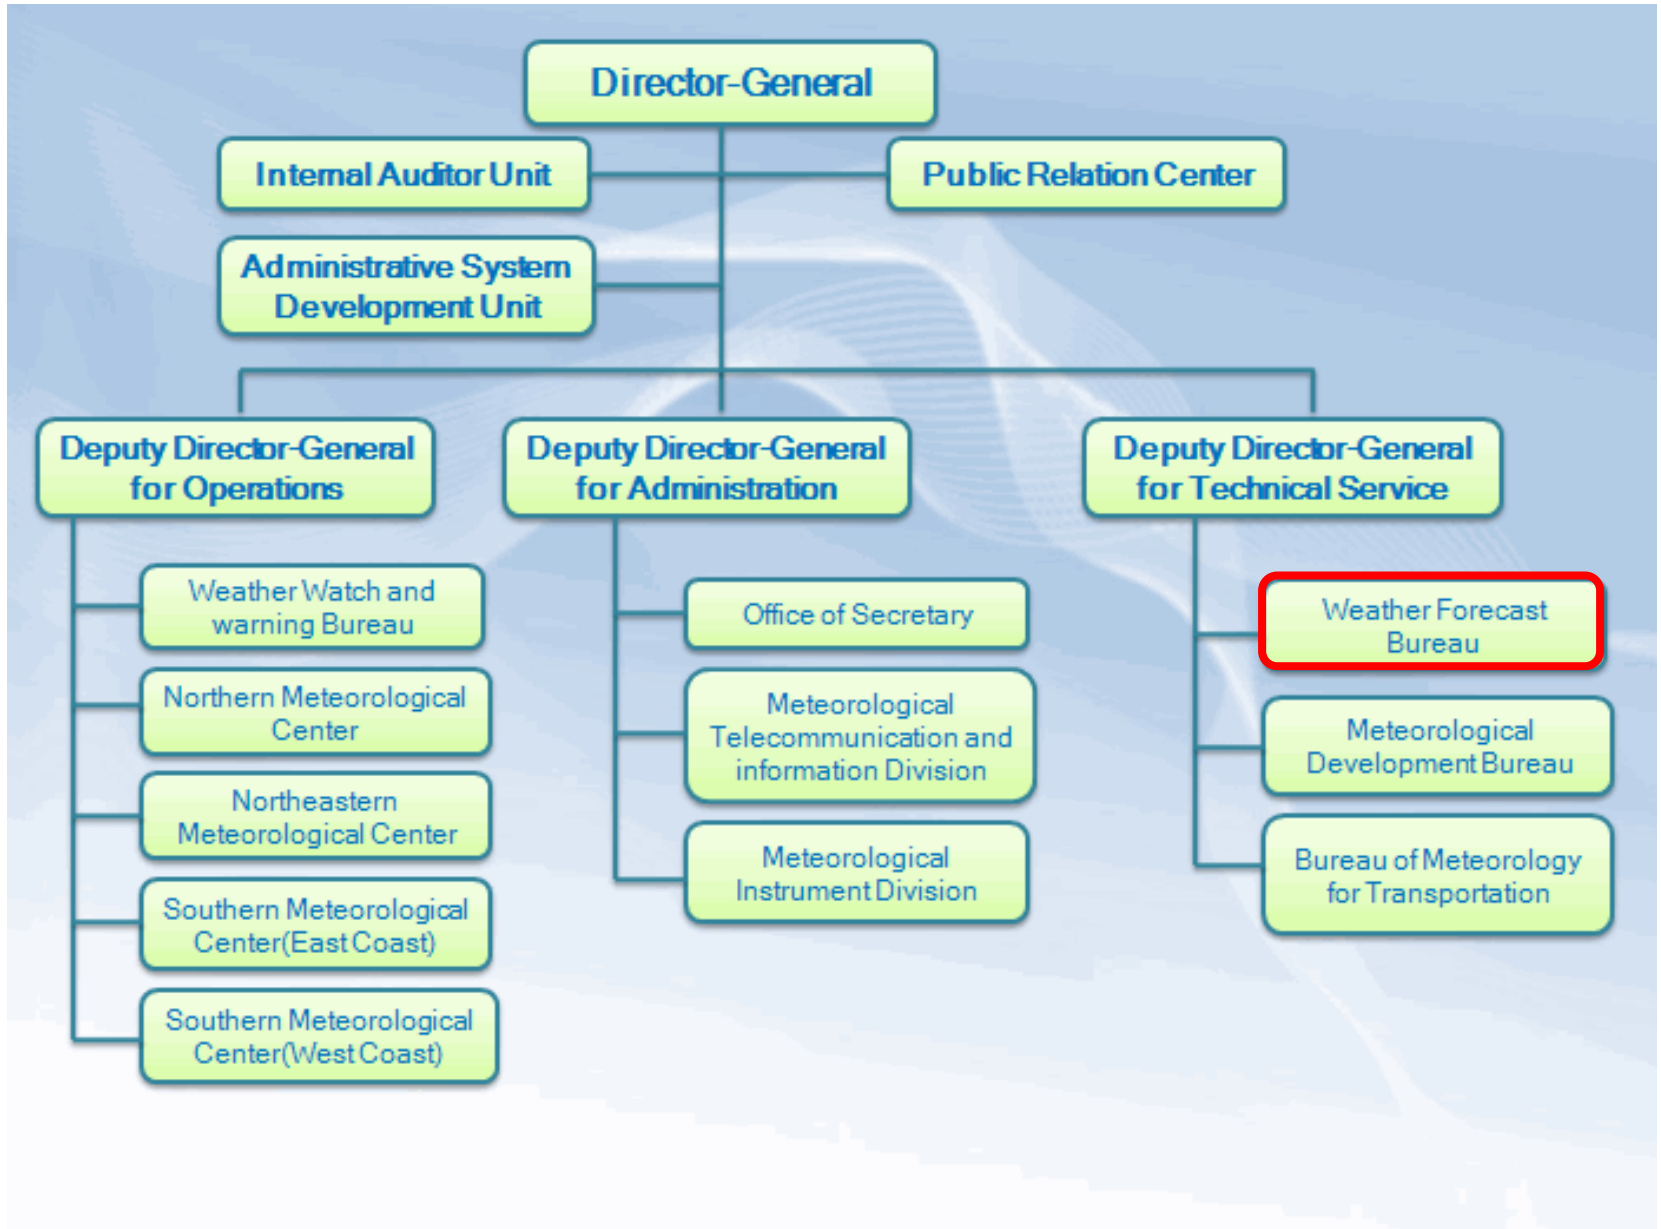 Director-General
Internal Auditor Unit
Public Relation Center
Administrative System
Development Unit
Deputy Director-General
for Operations
Deputy Director-General
for Administration
Deputy Director-General
for Technical Service
Weather Watch and
warning Bureau
Northern Meteorological
Center
Northeastern
Meteorological Center
Southern Meteorological
Center(East Coast)
Southern Meteorological
Center(West Coast)
Office of Secretary
Meteorological
Telecommunication and
information Division
Meteorological
Instrument Division
Weather Forecast
Bureau
Meteorological
Development Bureau
Bureau of Meteorology
for Transportation